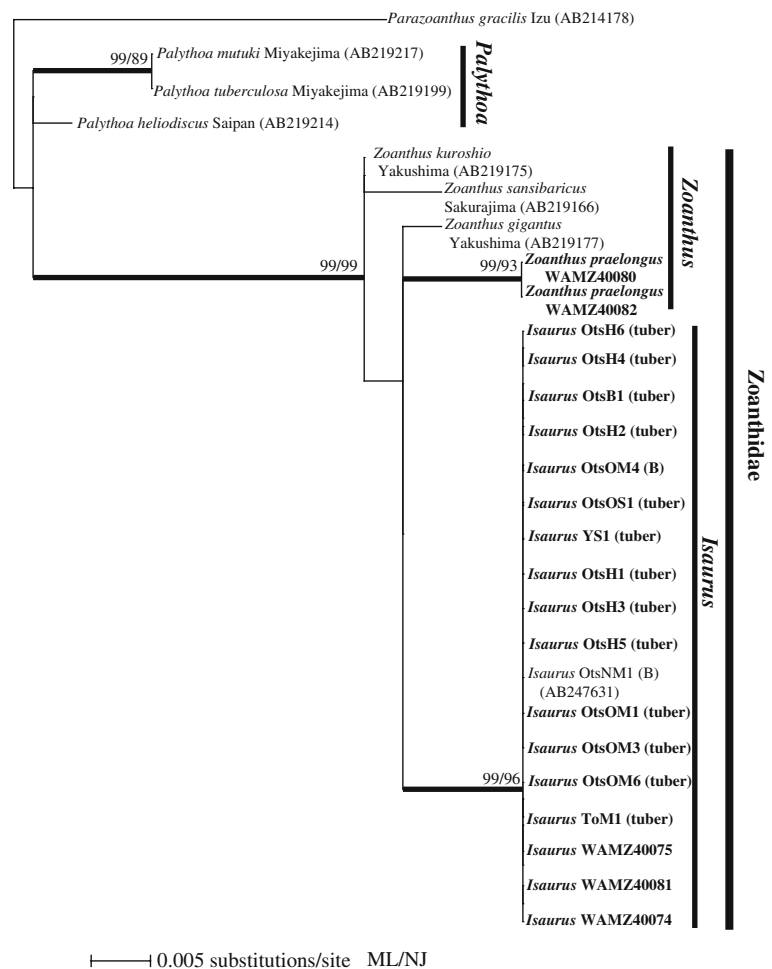 Parazoanthus gracilis Izu (AB214178)
99/89
Palythoa mutuki Miyakejima (AB219217)
Palythoa tuberculosa Miyakejima (AB219199)
Palythoa heliodiscus Saipan (AB219214)
Palythoa
99/99
Zoanthus kuroshio
Yakushima (AB219175)
Zoanthus sansibaricus
Sakurajima (AB219166)
Zoanthus gigantus
Yakushima (AB219177)
99/93
Zoanthus praelongus
WAMZ40080
Zoanthus praelongus
WAMZ40082
Zoanthus
Isaurus OtsH6 (tuber)
Isaurus OtsH4 (tuber)
Isaurus OtsB1 (tuber)
Isaurus OtsH2 (tuber)
Isaurus OtsOM4 (B)
Isaurus OtsOS1 (tuber)
Isaurus YS1 (tuber)
Isaurus OtsH1 (tuber)
Isaurus OtsH3 (tuber)
Isaurus OtsH5 (tuber)
Isaurus OtsNM1 (B)
(AB247631)
Isaurus OtsOM1 (tuber)
Isaurus OtsOM3 (tuber)
99/96
Isaurus OtsOM6 (tuber)
Isaurus ToM1 (tuber)
Isaurus WAMZ40075
Isaurus WAMZ40081
Isaurus WAMZ40074
Isaurus
Zoanthidae
0.005 substitutions/site ML/NJ